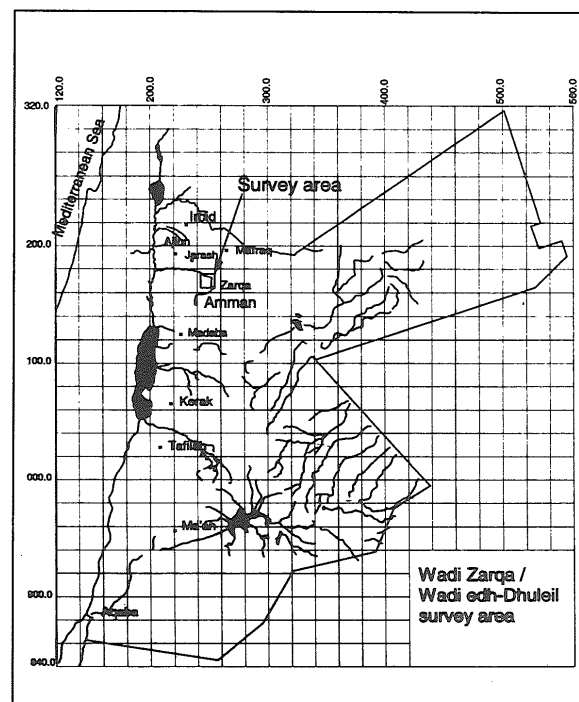 120.0
200.0
300.0
400.0
500.0
560.0
320.0
Mediterranean Sea
Survey area
Irbid
Ajlun
Mafraq
200.0
Jarash
Zarqa
Amman
Madaba
100.0
Kerak
Tafileh
000.0
Ma'an
Wadi Zarqa /
Wadi edh-Dhuleil
survey area
900.0
Aqaba
840.0